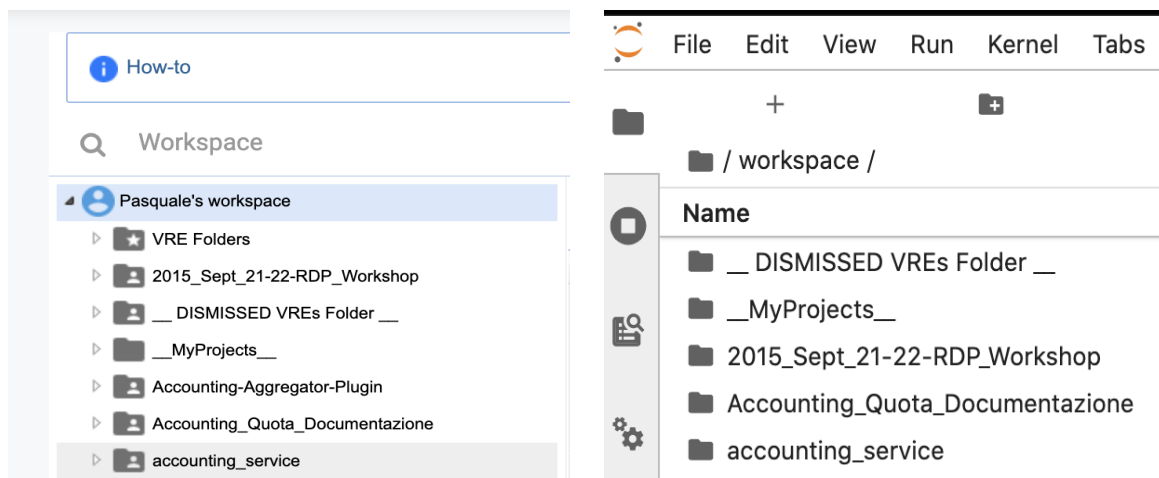 How-to
Workspace
Pasquale's workspace
VRE Folders
2015_Sept_21-22-RDP_Workshop
__ DISMISSED VREs Folder __
__MyProjects__
Accounting-Aggregator-Plugin
Accounting_Quota_Documentazione
accounting_service
File Edit View Run Kernel Tabs
/ workspace /
Name
__ DISMISSED VREs Folder __
__MyProjects__
2015_Sept_21-22-RDP_Workshop
Accounting_Quota_Documentazione
accounting_service